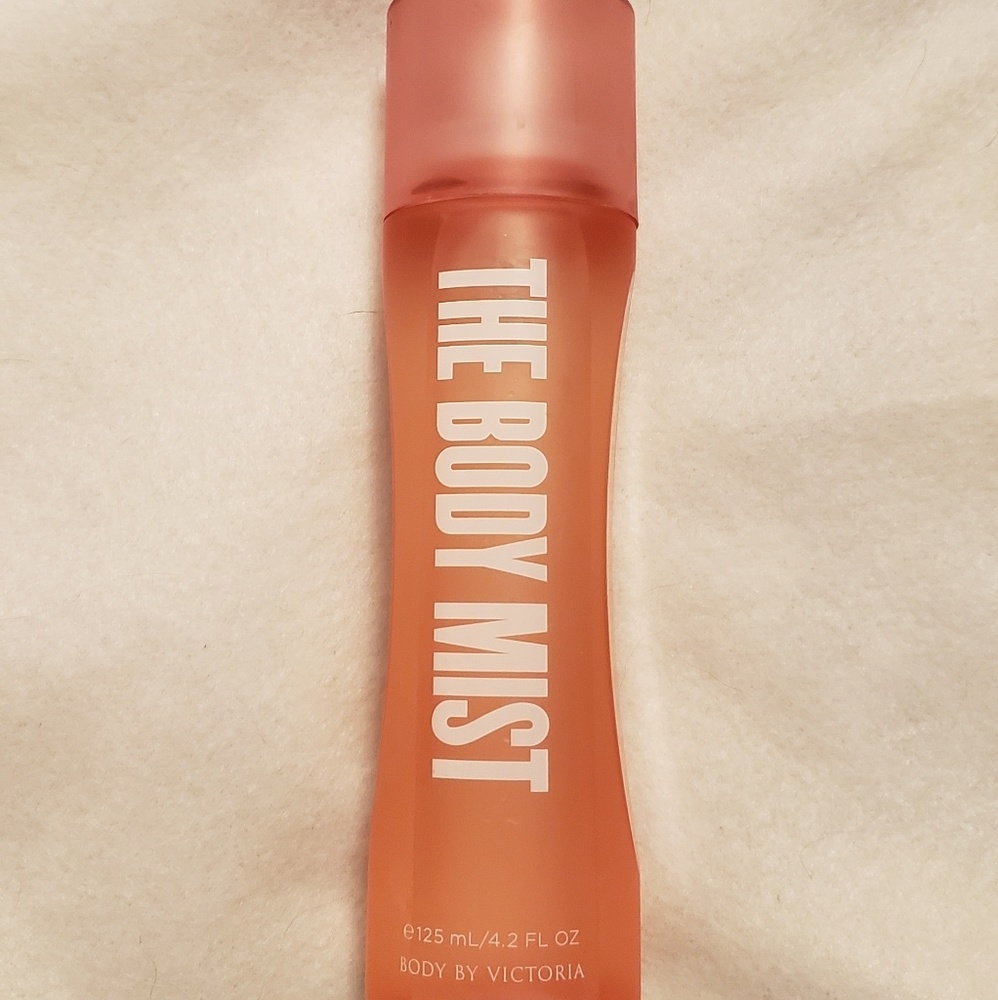 THE BODY MIST
℮125 mL/4.2 FL OZ
BODY BY VICTORIA